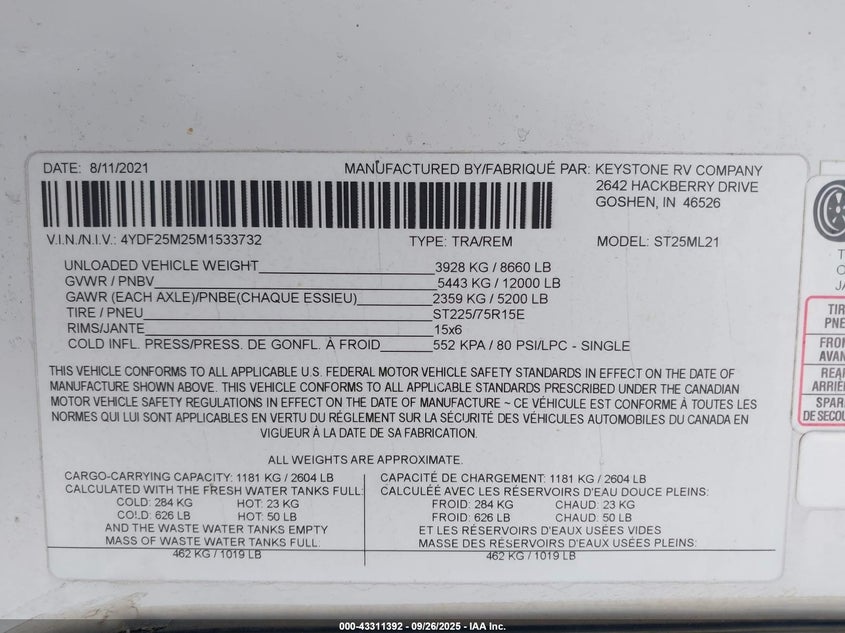 DATE: 8/11/2021 MANUFACTURED BY/FABRIQUÉ PAR: KEYSTONE RV COMPANY
2642 HACKBERRY DRIVE
GOSHEN, IN 46526
V.I.N./N.I.V.: 4YDF25M25M1533732 TYPE: TRA/REM MODEL: ST25ML21
UNLOADED VEHICLE WEIGHT 3928 KG / 8660 LB
GVWR / PNBV 5443 KG / 12000 LB
GAWR (EACH AXLE)/PNBE(CHAQUE ESSIEU) 2359 KG / 5200 LB
TIRE / PNEU ST225/75R15E
RIMS/JANTE 15x6
COLD INFL. PRESS/PRESS. DE GONFL. À FROID 552 KPA / 80 PSI/LPC - SINGLE
THIS VEHICLE CONFORMS TO ALL APPLICABLE U.S. FEDERAL MOTOR VEHICLE SAFETY STANDARDS IN EFFECT ON THE DATE OF
MANUFACTURE SHOWN ABOVE. THIS VEHICLE CONFORMS TO ALL APPLICABLE STANDARDS PRESCRIBED UNDER THE CANADIAN
MOTOR VEHICLE SAFETY REGULATIONS IN EFFECT ON THE DATE OF MANUFACTURE ~ CE VÉHICULE EST CONFORME À TOUTES LES
NORMES QUI LUI SONT APPLICABLES EN VERTU DU RÉGLEMENT SUR LA SÉCURITÉ DES VÉHICULES AUTOMOBILES DU CANADA EN
VIGUEUR À LA DATE DE SA FABRICATION.
ALL WEIGHTS ARE APPROXIMATE.
CARGO-CARRYING CAPACITY: 1181 KG / 2604 LB
CALCULATED WITH THE FRESH WATER TANKS FULL:
COLD: 284 KG HOT: 23 KG
COLD: 626 LB HOT: 50 LB
AND THE WASTE WATER TANKS EMPTY
MASS OF WASTE WATER TANKS FULL:
462 KG / 1019 LB
CAPACITÉ DE CHARGEMENT: 1181 KG / 2604 LB
CALCULÉE AVEC LES RÉSERVOIRS D'EAU DOUCE PLEINS:
FROID: 284 KG CHAUD: 23 KG
FROID: 626 LB CHAUD: 50 LB
ET LES RÉSERVOIRS D'EAUX USÉES VIDES
MASSE DES RÉSERVOIRS D'EAUX USÉES PLEINS:
462 KG / 1019 LB
TIR
PNE
FRON
AVAN
REA
ARRIÈ
SPAR
DE SECOU
000-43311392 - 09/26/2025 - IAA Inc.